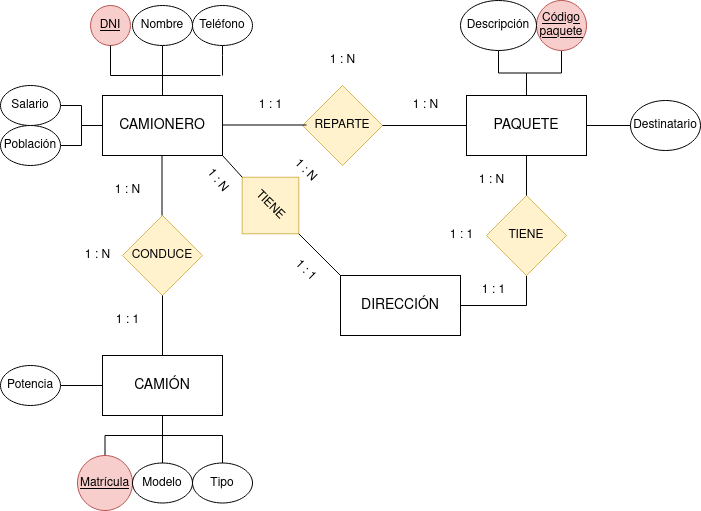 DNI
Nombre
Teléfono
Descripción
Código
paquete
1 : N
Salario
1 : 1
1 : N
CAMIONERO
REPARTE
PAQUETE
Destinatario
Población
1 : N
1 : N
1 : N
1 : N
TIENE
1 : N
CONDUCE
1 : 1
TIENE
1 : 1
1 : 1
DIRECCIÓN
1 : 1
Potencia
CAMIÓN
Matrícula
Modelo
Tipo